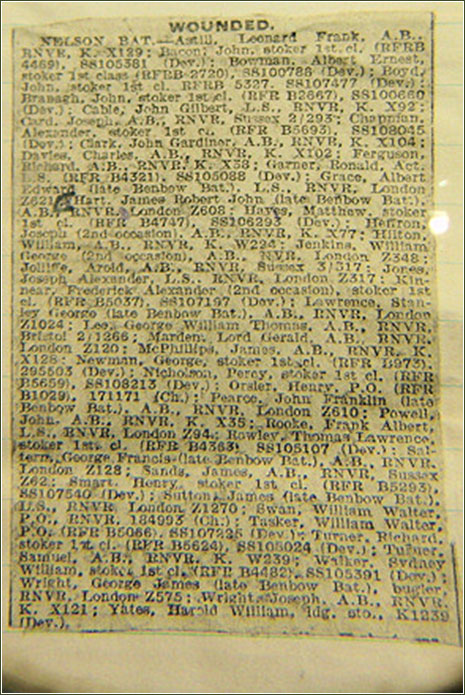 WOUNDED.
NELSON BAT.—Astill, Leonard Frank, A.B.,
RNVR, K. X129; Bacon, John, stoker 1st cl. (RFRB
4469), SS105381 (Dev.); Bowman, Albert Ernest,
stoker 1st class (RFRB 2720), SS100788 (Dev.); Boyd,
John, stoker 1st cl. RFRB 5327, SS107477 (Dev.);
Branagh, John, stoker 1st cl. (RFR B2667), SS100660
(Dev.); Cable, John Gilbert, L.S., RNVR, K. X92;
Card, Joseph, A.B., RNVR, Sussex 2/293; Chapman,
Alexander, stoker 1st cl. (RFR B5693), SS108045
(Dev.); Clark, John Gardiner, A.B., RNVR, K. X104;
Davies, Charles, A.B., RNVR, K. X102; Ferguson,
Richard, A.B., RNVR, K. X38; Garner, Ronald, Act.
L.S. (RFR B4321), SS105088 (Dev.); Grace, Albert
Edward (late Benbow Bat.), L.S., RNVR, London
Hart, James Robert John (late Benbow Bat.),
A.B., RNVR, London Z608; Hayes, Matthew, stoker
1st cl. (RFR B4747), SS106293 (Dev.); Heffron,
Joseph (2nd occasion), A.B., RNVR, K. X77; Hilton,
William, A.B., RNVR, K. W224; Jenkins, William
George (2nd occasion), A.B., NVR, London Z348;
Jolliffe, Arold, A.B., RNVR, Sussex 3/317; Jones,
Joseph Alexander, L.S., RNVR, London Z317; Kin-
near, Frederick Alexander (2nd occasion), stoker 1st
cl. (RFR B5037), SS107197 (Dev.); Lawrence, Stan-
ley George (late Benbow Bat.), A.B., RNVR, London
Z1024; Lee, George William Thomas, A.B., RNVR,
Bristol 2/1266; Marden, Lord Gerald, A.B., RNVR,
London Z120; McPhillips, James, A.B., RNVR, K.
X128; Newman, George, stoker 1st cl. (RFR B973),
295503 (Dev.); Nicholson, Percy, stoker 1st cl. (RFR
B5659), SS108213 (Dev.); Orsler, Henry, P.O. (RFR
B1029), 171171 (Ch.); Pearce, John Franklin (late
Benbow Bat.), A.B., RNVR, London Z610; Powell,
John, A.B., RNVR, K. X35; Rooke, Frank Albert,
L.S., RNVR, London Z94; Rowley, Thomas Lawrence,
stoker 1st cl. (RFR B4363), SS105107 (Dev.); Sal-
tern, George Francis (late Benbow Bat.), A.B., RNVR,
London Z128; Sands, James, A.B., RNVR, Sussex
Z62; Smart, Henry, stoker 1st cl. (RFR B5293),
SS107540 (Dev.); Sutton, James (late Benbow Bat.),
L.S., RNVR, London Z1270; Swan, William Walter,
P.O., RNVR, 184993 (Ch.); Tasker, William Walter,
P.O. (RFR B5066), SS107225 (Dev.); Turner, Richard,
stoker 1st cl. (RFR B5624), SS105024 (Dev.); Turner,
Samuel, A.B., RNVR, K. W239; Walker, Sydney
William, stoker 1st cl. (RFR B4482), SS105391 (Dev.);
Wright, George James (late Benbow Bat.), bugler,
RNVR, London Z575; Wright, Joseph, A.B., RNVR,
K. X121; Yates, Harold William, ldg. sto., K1239
(Dev.).